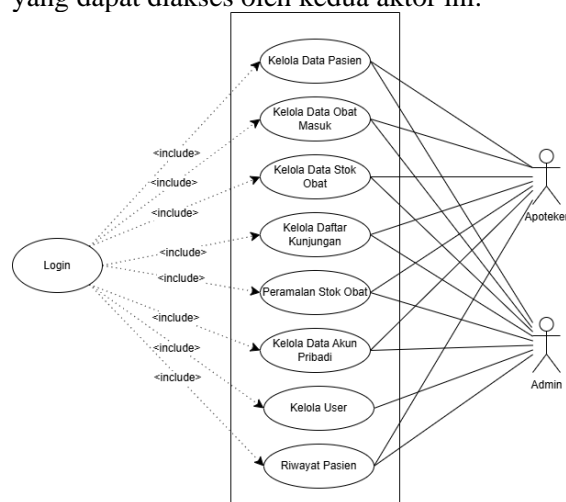 yang dapat diakses oleh kedua aktor ini.
Kelola Data Pasien
Kelola Data Obat
Masuk
<include>
<include>
Kelola Data Stok
Obat
<include>
Apoteker
Kelola Daftar
Kunjungan
<include>
Login
<include>
Peramalan Stok Obat
<include>
Kelola Data Akun
Pribadi
<include>
<include>
Admin
Kelola User
Riwayat Pasien